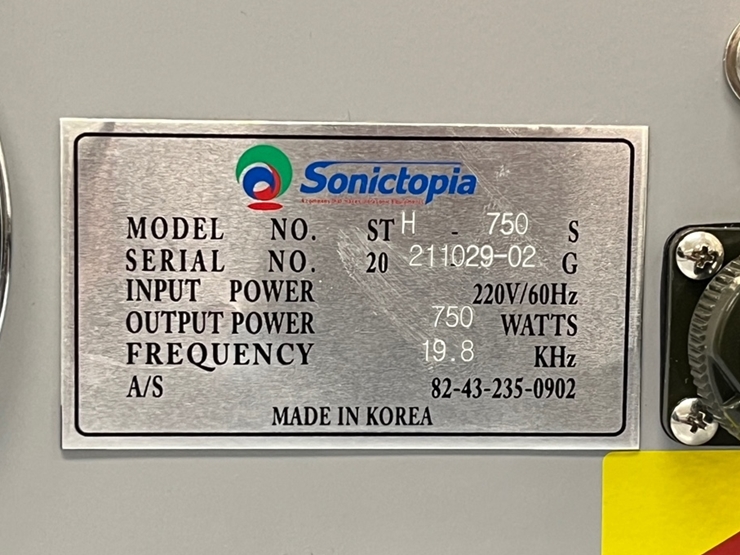 Sonictopia
MODEL NO. ST H - 750 S
SERIAL NO. 20 211029-02 G
INPUT POWER 220V/60Hz
OUTPUT POWER 750 WATTS
FREQUENCY 19.8 KHz
A/S 82-43-235-0902
MADE IN KOREA